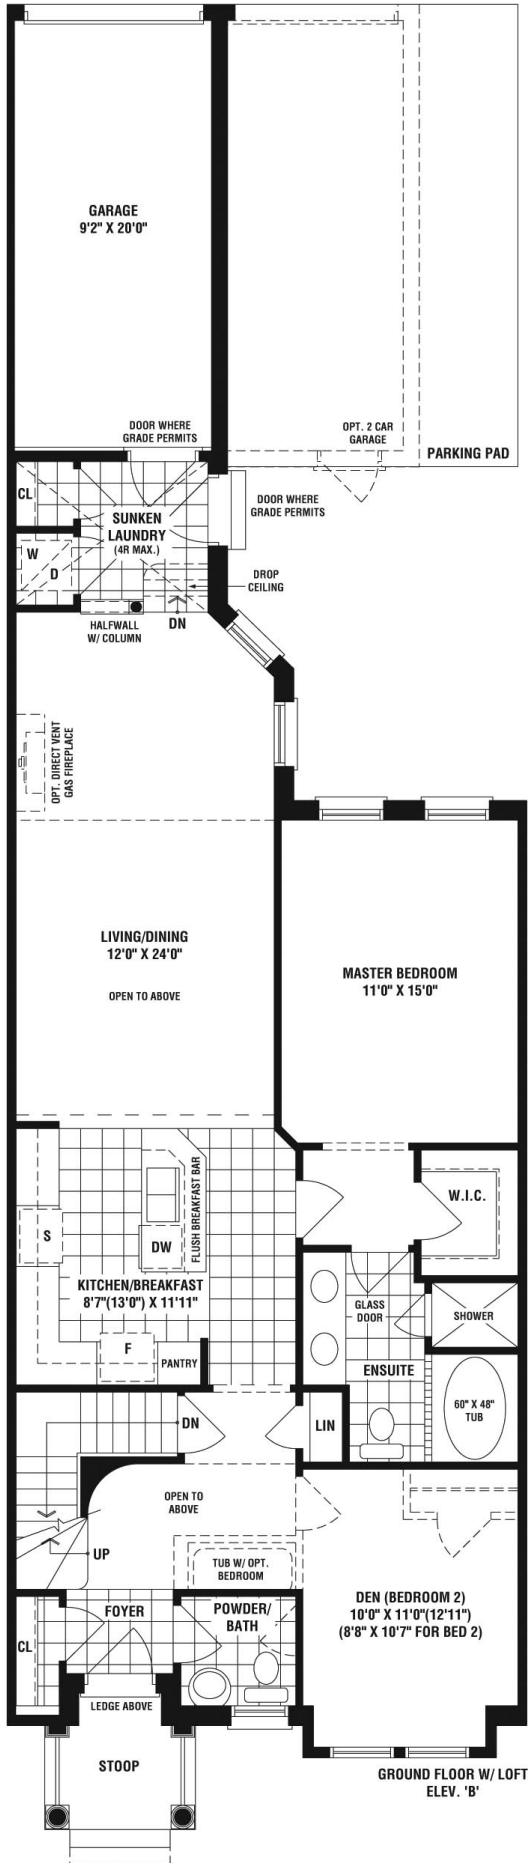 GARAGE
9'2" X 20'0"
DOOR WHERE
GRADE PERMITS
OPT. 2 CAR
GARAGE
PARKING PAD
CL
SUNKEN
LAUNDRY
(4R MAX.)
DOOR WHERE
GRADE PERMITS
W
D
DROP
CEILING
HALFWALL
W/ COLUMN
DN
OPT. DIRECT VENT
GAS FIREPLACE
LIVING/DINING
12'0" X 24'0"
OPEN TO ABOVE
MASTER BEDROOM
11'0" X 15'0"
FLUSH BREAKFAST BAR
W.I.C.
S
DW
KITCHEN/BREAKFAST
8'7"(13'0") X 11'11"
GLASS
DOOR
SHOWER
F
PANTRY
ENSUITE
60" X 48"
TUB
DN
LIN
OPEN TO
ABOVE
UP
TUB W/ OPT.
BEDROOM
DEN (BEDROOM 2)
10'0" X 11'0"(12'11")
(8'8" X 10'7" FOR BED 2)
FOYER
POWDER/
BATH
CL
LEDGE ABOVE
STOOP
GROUND FLOOR W/ LOFT
ELEV. 'B'